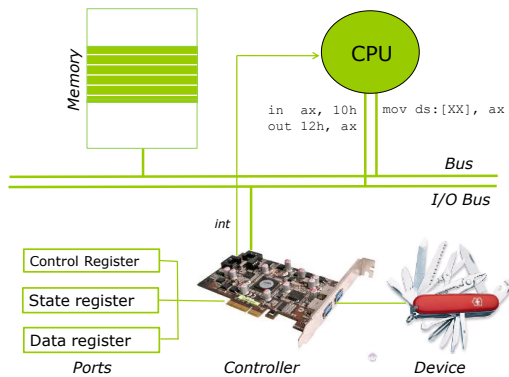 Memory
CPU
in ax, 10h
out 12h, ax
mov ds:[XX], ax
Bus
I/O Bus
int
Control Register
State register
Data register
Ports
Controller
Device